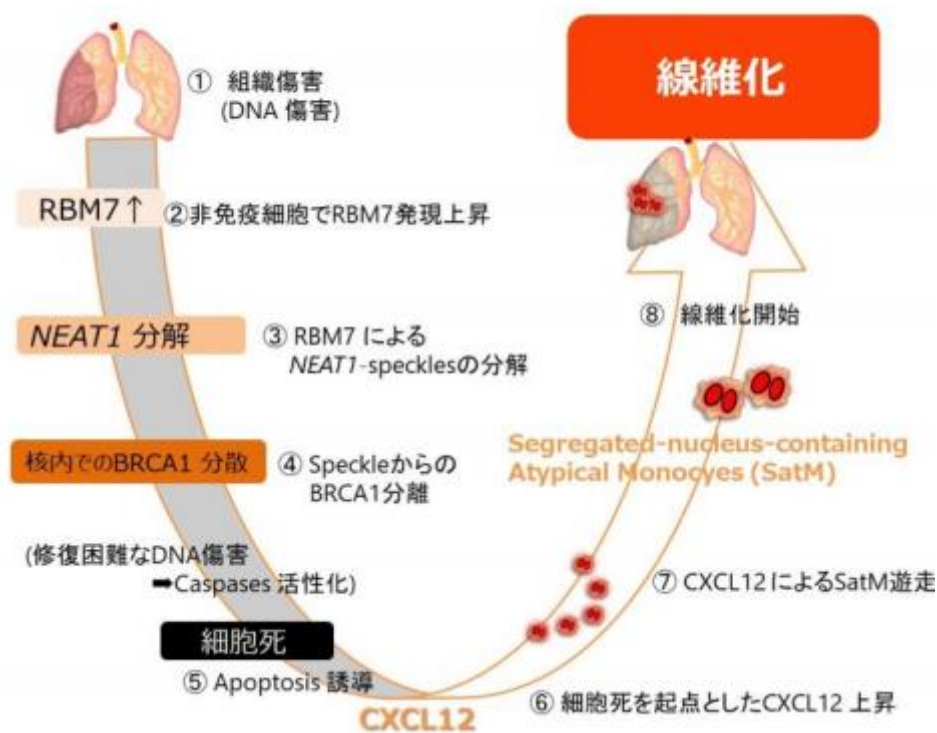 線維化
① 組織傷害
(DNA 傷害)
RBM7↑
②非免疫細胞でRBM7発現上昇
NEAT1 分解
③ RBM7 による
NEAT1-specklesの分解
⑧ 線維化開始
核内でのBRCA1 分散
④ Speckleからの
BRCA1分離
Segregated-nucleus-containing
Atypical Monocyes (SatM)
(修復困難なDNA傷害
➡Caspases 活性化)
⑦ CXCL12 によるSatM遊走
細胞死
⑤ Apoptosis 誘導
CXCL12
⑥ 細胞死を起点としたCXCL12 上昇